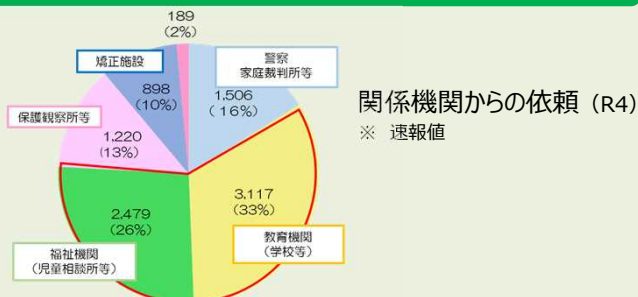 189
(2%)
矯正施設
警察
家庭裁判所等
898
(10%)
1,506
( 16%)
保護観察所等
1,220
(13%)
関係機関からの依頼（R4）
※ 速報値
3,117
(33%)
2,479
(26%)
教育機関
（学校等）
福祉機関
（児童相談所等）